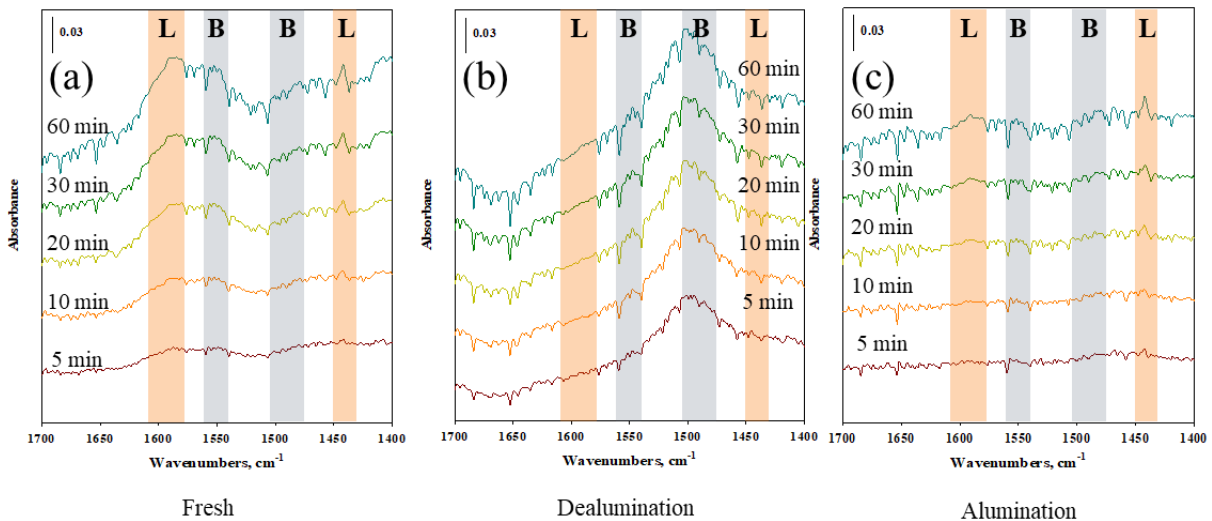 0.03
L
B
B
L
(a)
60 min
30 min
20 min
10 min
5 min
Absorbance
1700
1650
1600
1550
1500
1450
1400
Wavenumbers, cm-1
Fresh
0.03
L
B
B
L
(b)
60 min
30 min
20 min
10 min
5 min
Absorbance
1700
1650
1600
1550
1500
1450
1400
Wavenumbers, cm-1
Dealumination
0.03
L
B
B
L
(c)
60 min
30 min
20 min
10 min
5 min
Absorbance
1700
1650
1600
1550
1500
1450
1400
Wavenumbers, cm-1
Alumination